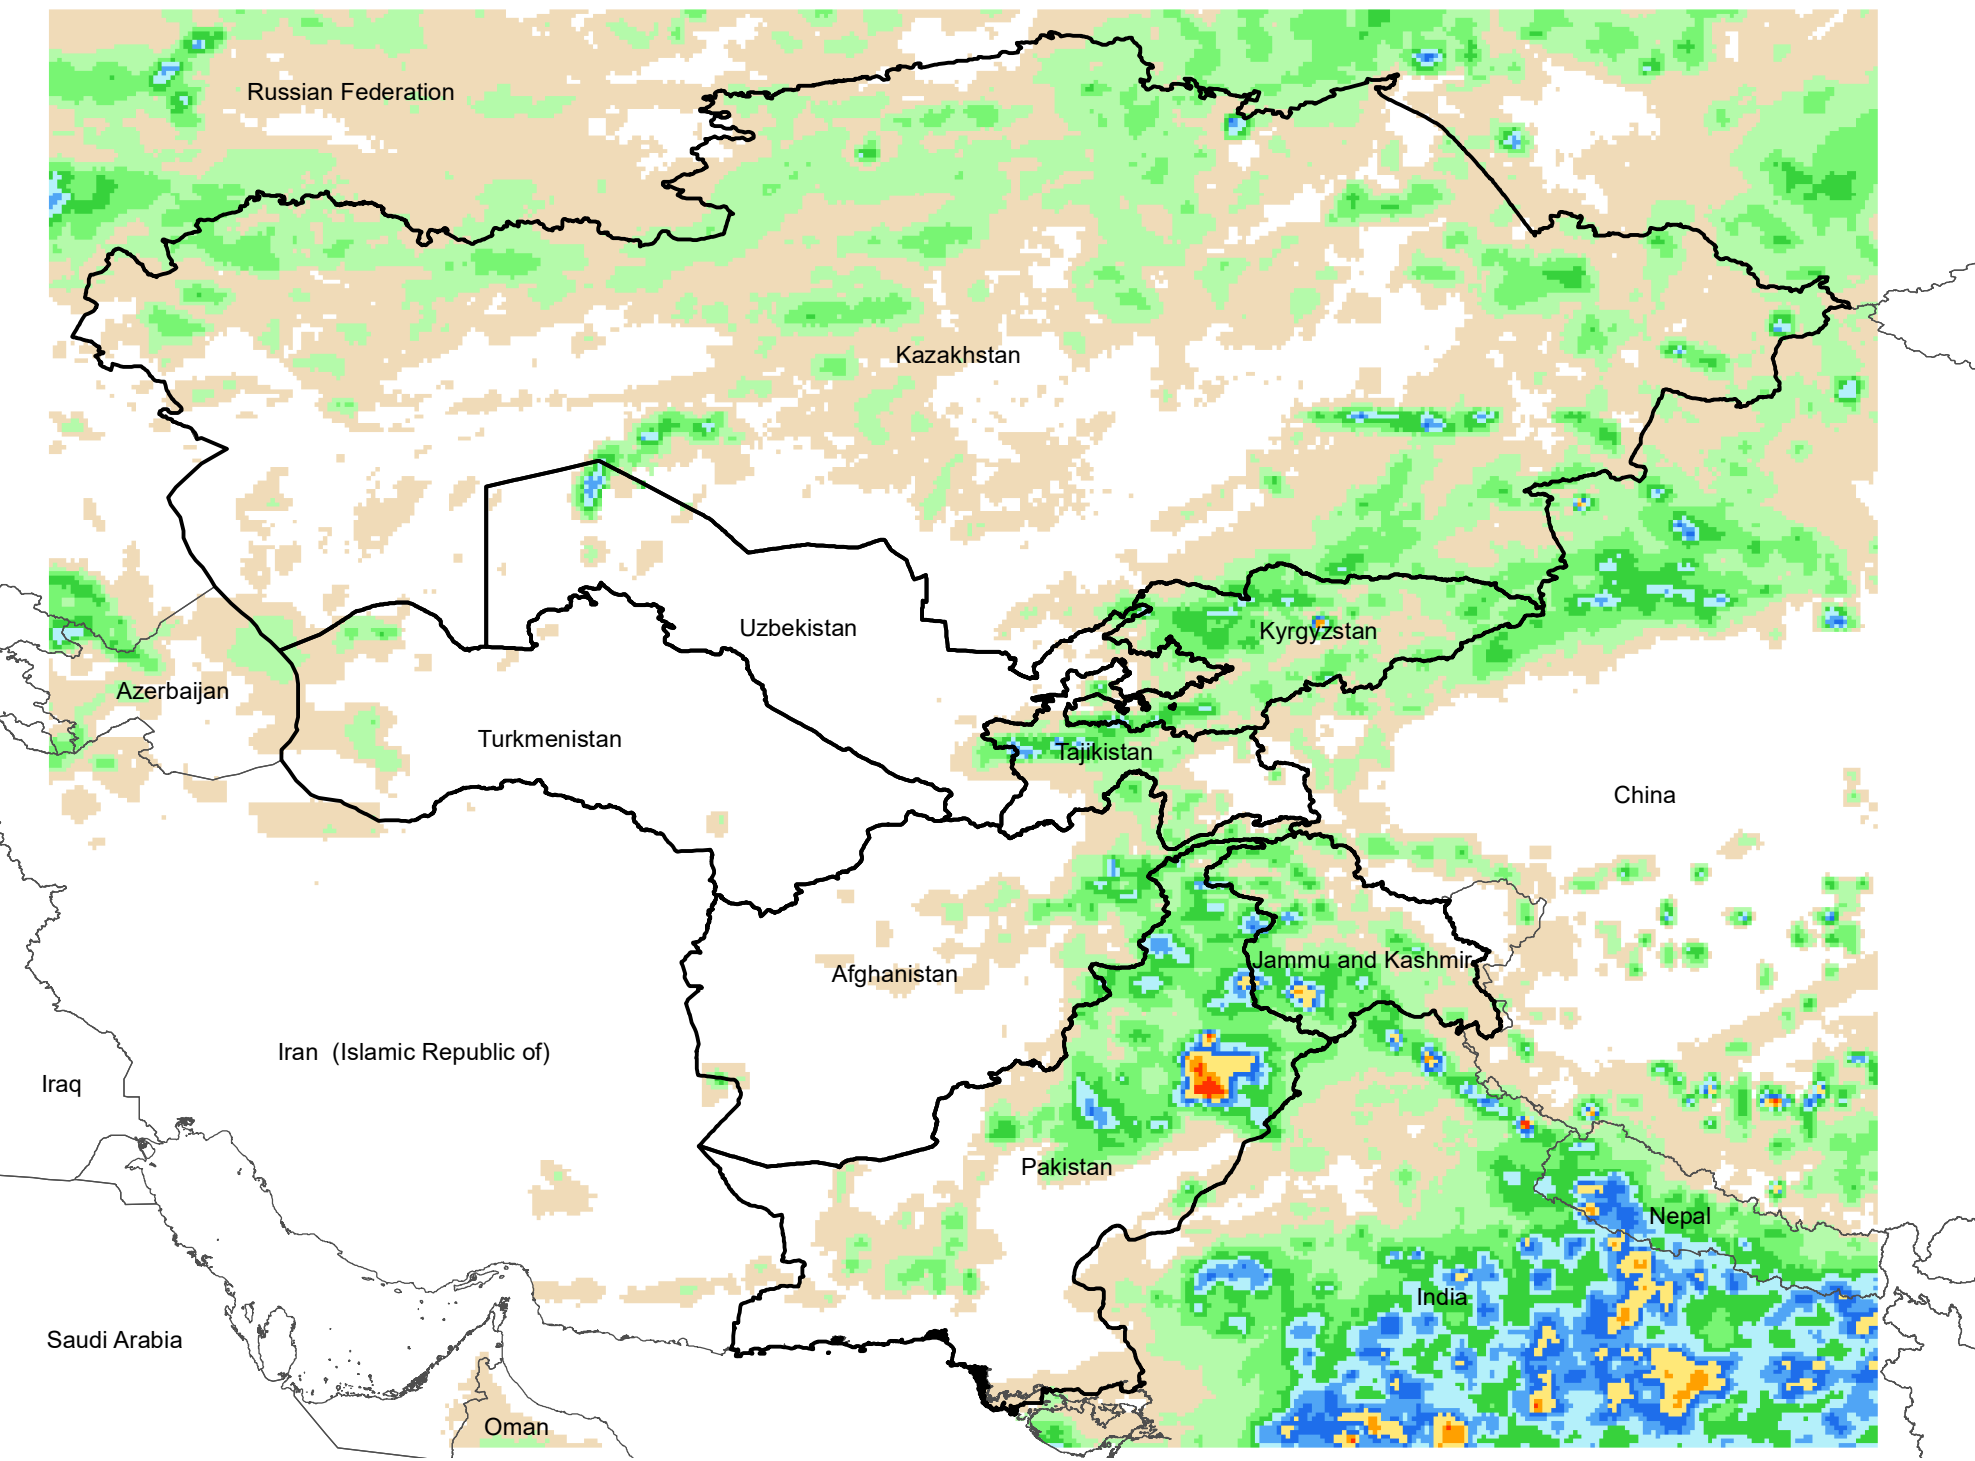 Russian Federation
Kazakhstan
Uzbekistan
Kyrgyzstan
Azerbaijan
Turkmenistan
Tajikistan
China
Jammu and Kashmir
Afghanistan
Iran  (Islamic Republic of)
Iraq
Pakistan
Nepal
India
Saudi Arabia
Oman